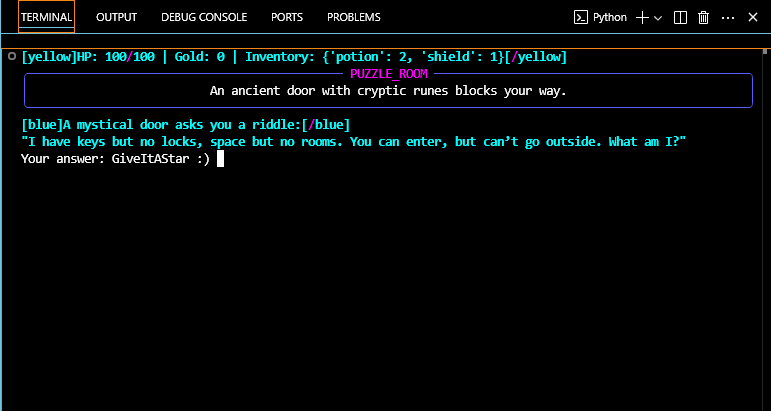 TERMINAL OUTPUT DEBUG CONSOLE PORTS PROBLEMS Python
[yellow]HP: 100/100 | Gold: 0 | Inventory: {'potion': 2, 'shield': 1}[/yellow]
PUZZLE_ROOM
An ancient door with cryptic runes blocks your way.
[blue]A mystical door asks you a riddle:[/blue]
"I have keys but no locks, space but no rooms. You can enter, but can’t go outside. What am I?"
Your answer: GiveItAStar :)